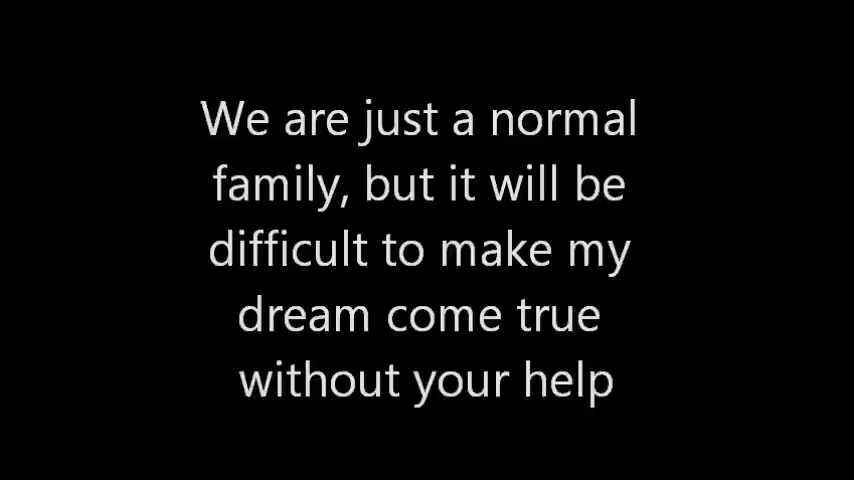 We are just a normal
family, but it will be
difficult to make my
dream come true
without your help